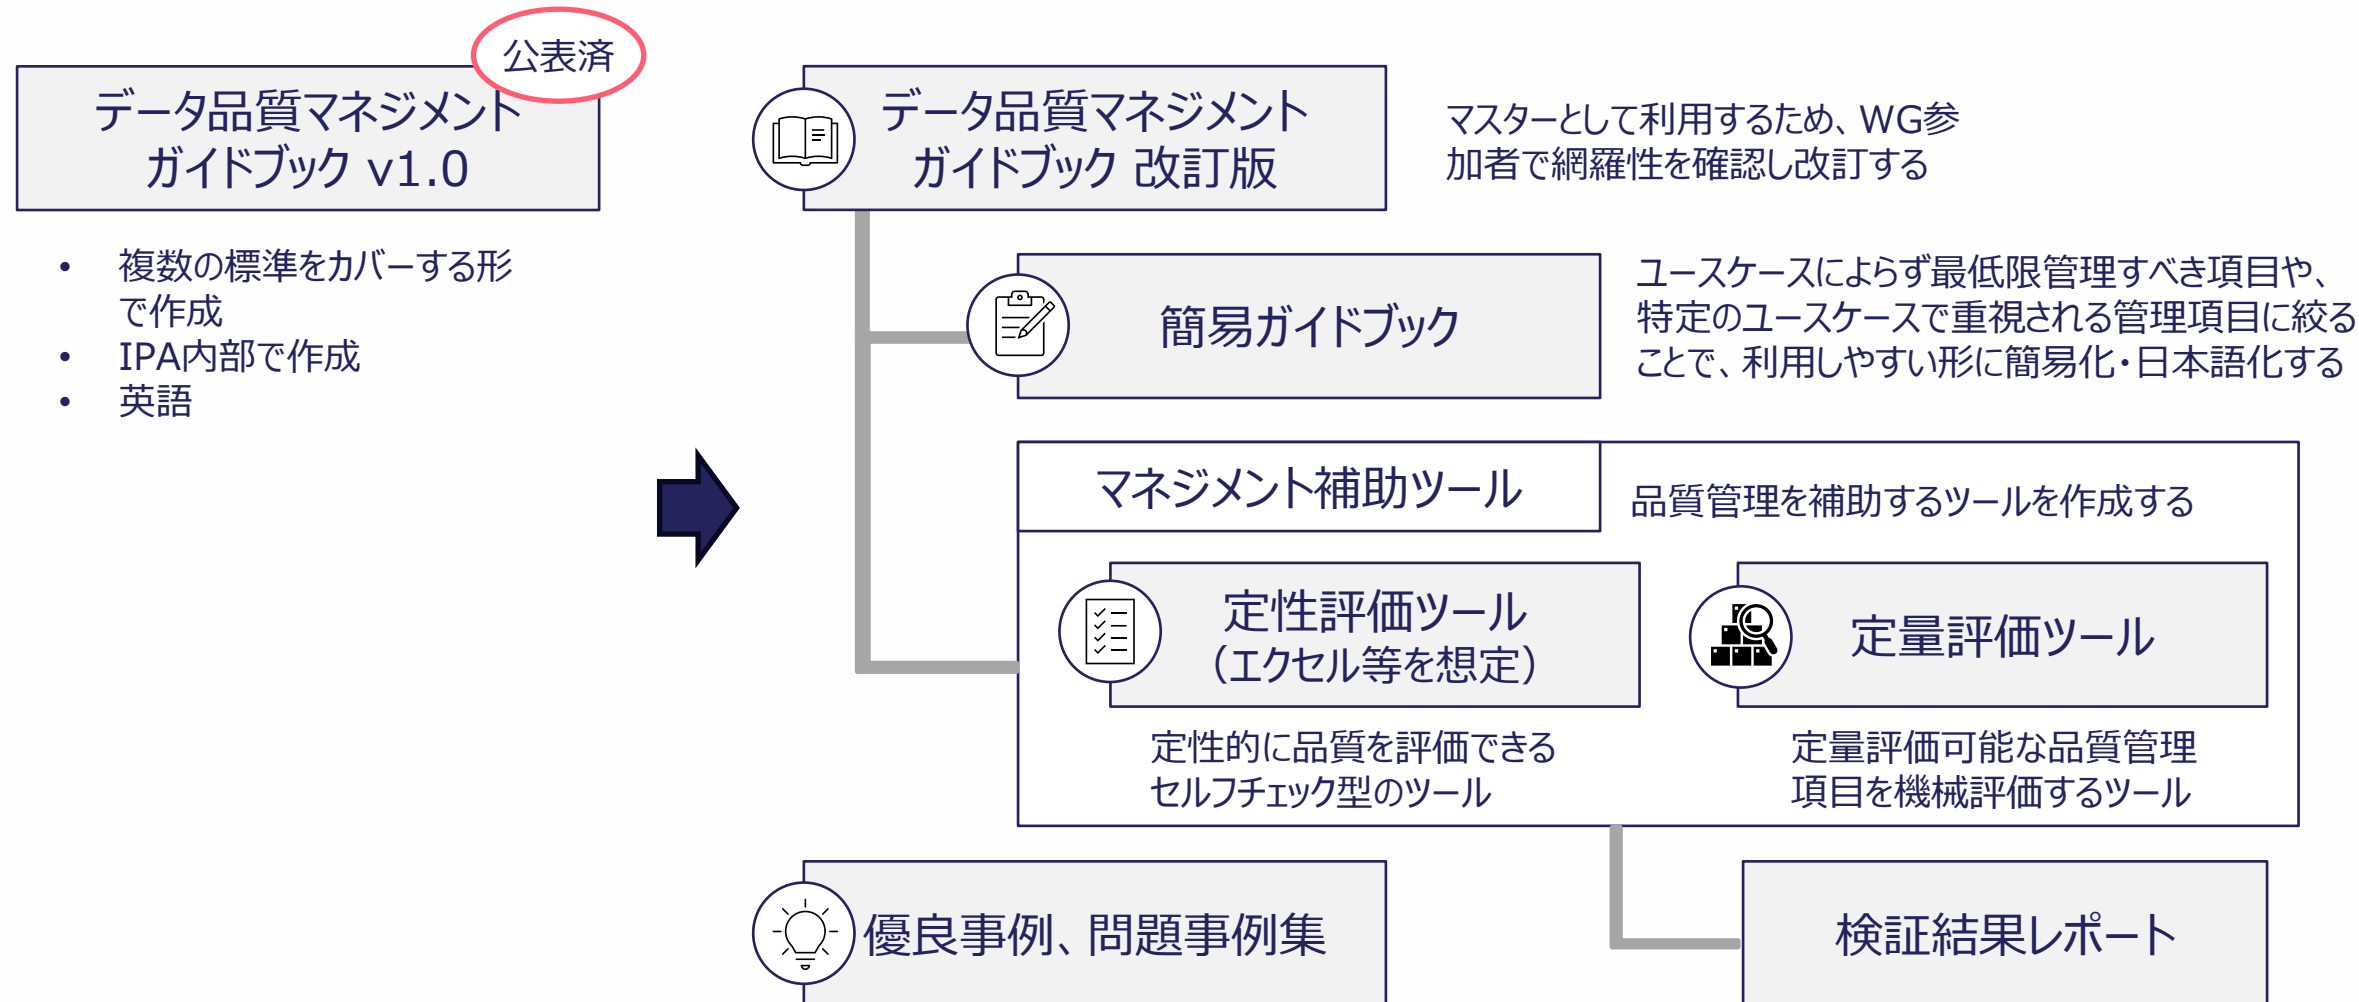 公表済
データ品質マネジメント
ガイドブック v1.0
• 複数の標準をカバーする形
で作成
• IPA内部で作成
• 英語
データ品質マネジメント
ガイドブック 改訂版
マスターとして利用するため、WG参
加者で網羅性を確認し改訂する
簡易ガイドブック
ユースケースによらず最低限管理すべき項目や、
特定のユースケースで重視される管理項目に絞る
ことで、利用しやすい形に簡易化・日本語化する
マネジメント補助ツール
品質管理を補助するツールを作成する
定性評価ツール
（エクセル等を想定）
定性的に品質を評価できる
セルフチェック型のツール
定量評価ツール
定量評価可能な品質管理
項目を機械評価するツール
優良事例、問題事例集
検証結果レポート